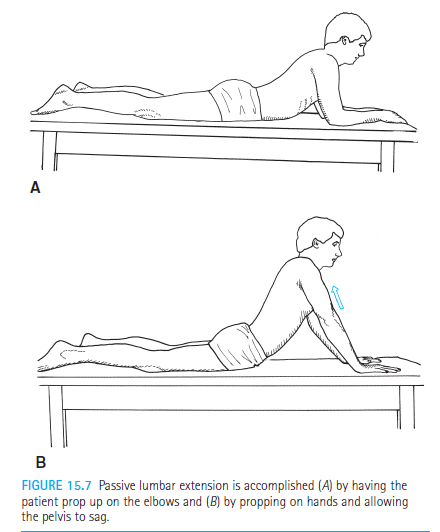 A
B
FIGURE 15.7 Passive lumbar extension is accomplished (A) by having the
patient prop up on the elbows and (B) by propping on hands and allowing
the pelvis to sag.